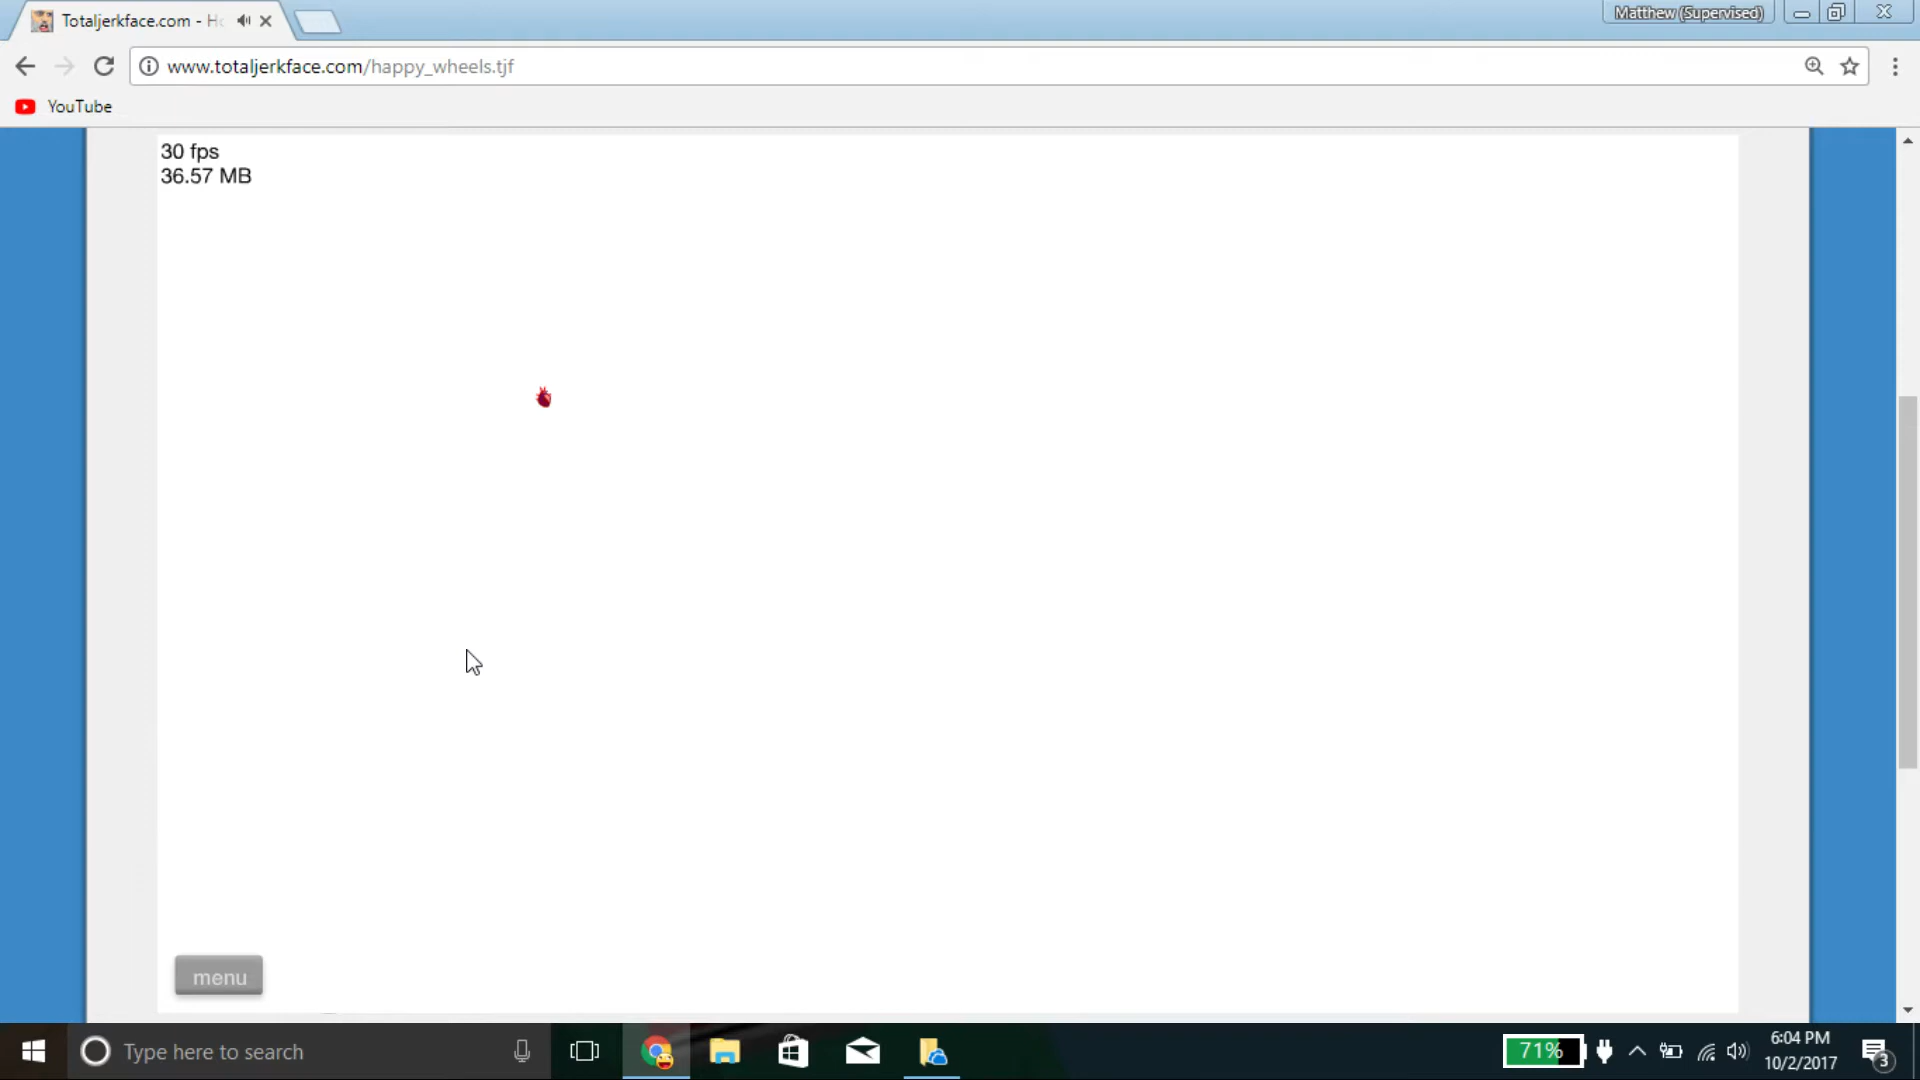 Totaljerkface.com - H
Matthew (Supervised)
www.totaljerkface.com/happy_wheels.tjf
YouTube
30 fps
36.57 MB
menu
Type here to search
71%
6:04 PM
10/2/2017
3